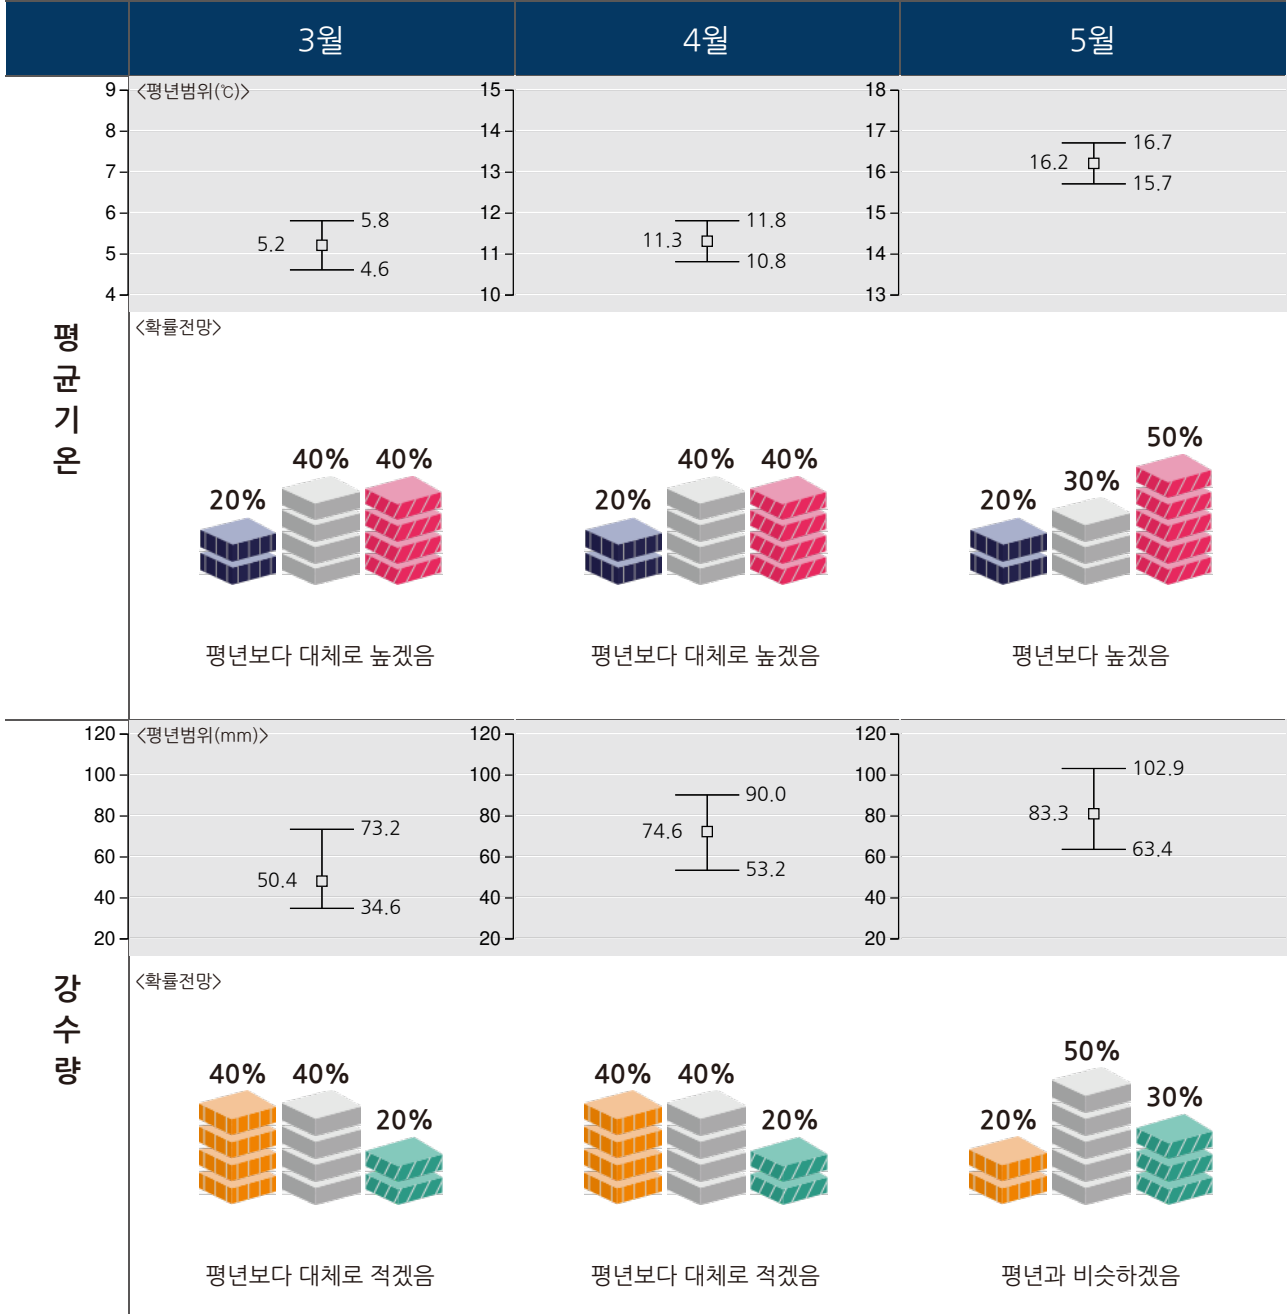 3월 4월 5월
평균기온
<평년범위(℃)>
9
8
7
6
5
4
5.8
5.2
4.6
15
14
13
12
11
10
11.8
11.3
10.8
18
17
16
15
14
13
16.7
16.2
15.7
<확률전망>
20% 40% 40%
20% 40% 40%
20% 30% 50%
평년보다 대체로 높겠음
평년보다 대체로 높겠음
평년보다 높겠음
강수량
<평년범위(mm)>
120
100
80
60
40
20
73.2
50.4
34.6
120
100
80
60
40
20
90.0
74.6
53.2
120
100
80
60
40
20
102.9
83.3
63.4
<확률전망>
40% 40% 20%
40% 40% 20%
20% 50% 30%
평년보다 대체로 적겠음
평년보다 대체로 적겠음
평년과 비슷하겠음